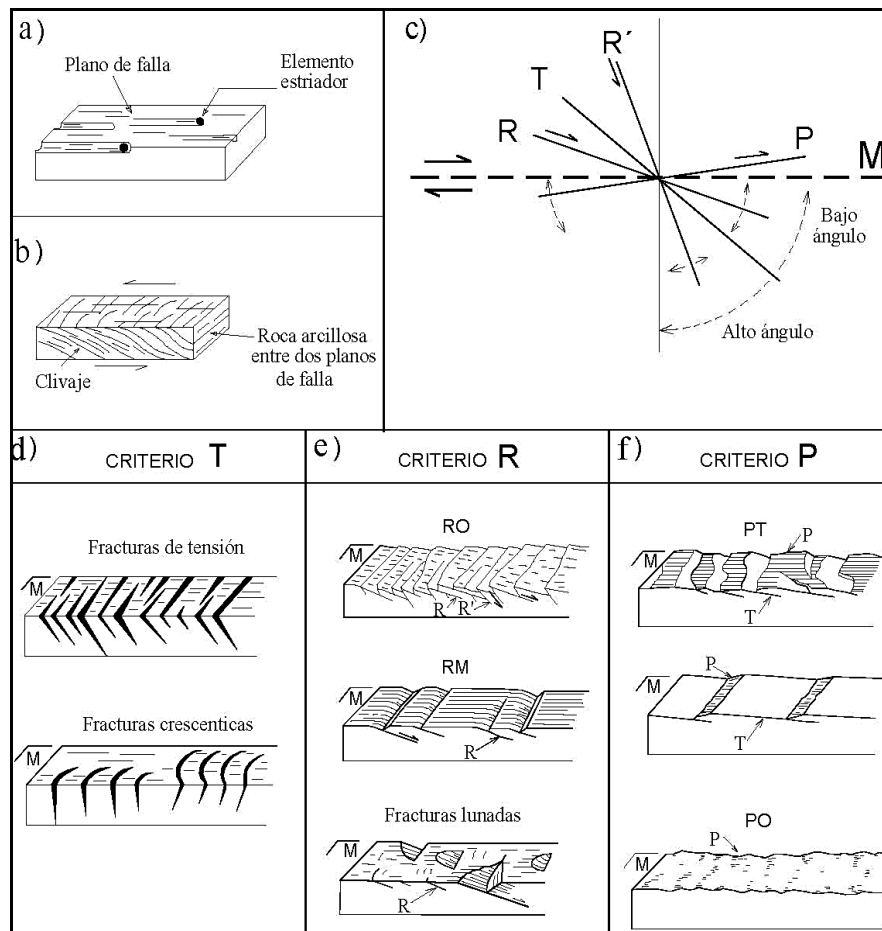 a)
Plano de falla
Elemento
estriador
b)
Roca arcillosa
entre dos planos
de falla
Clivaje
c)
R´
T
R
P
M
Bajo
ángulo
Alto ángulo
d)
CRITERIO T
Fracturas de tensión
M
Fracturas crescenticas
M
e)
CRITERIO R
RO
M
R R'
RM
M
R
Fracturas lunadas
M
R
f)
CRITERIO P
PT
P
M
T
P
M
T
PO
P
M